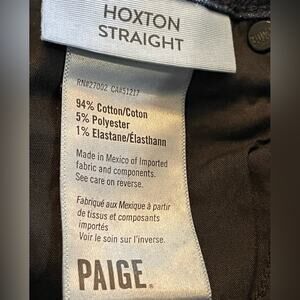 HOXTON
STRAIGHT
RN#27002 CA#51217
94% Cotton/Coton
5% Polyester
1% Elastane/Élasthann
Made in Mexico of Imported
fabric and components.
See care on reverse.
Fabriqué aux Mexique à partir
de tissus et composants
importés
Voir le soin sur l'inverse.
PAIGE.